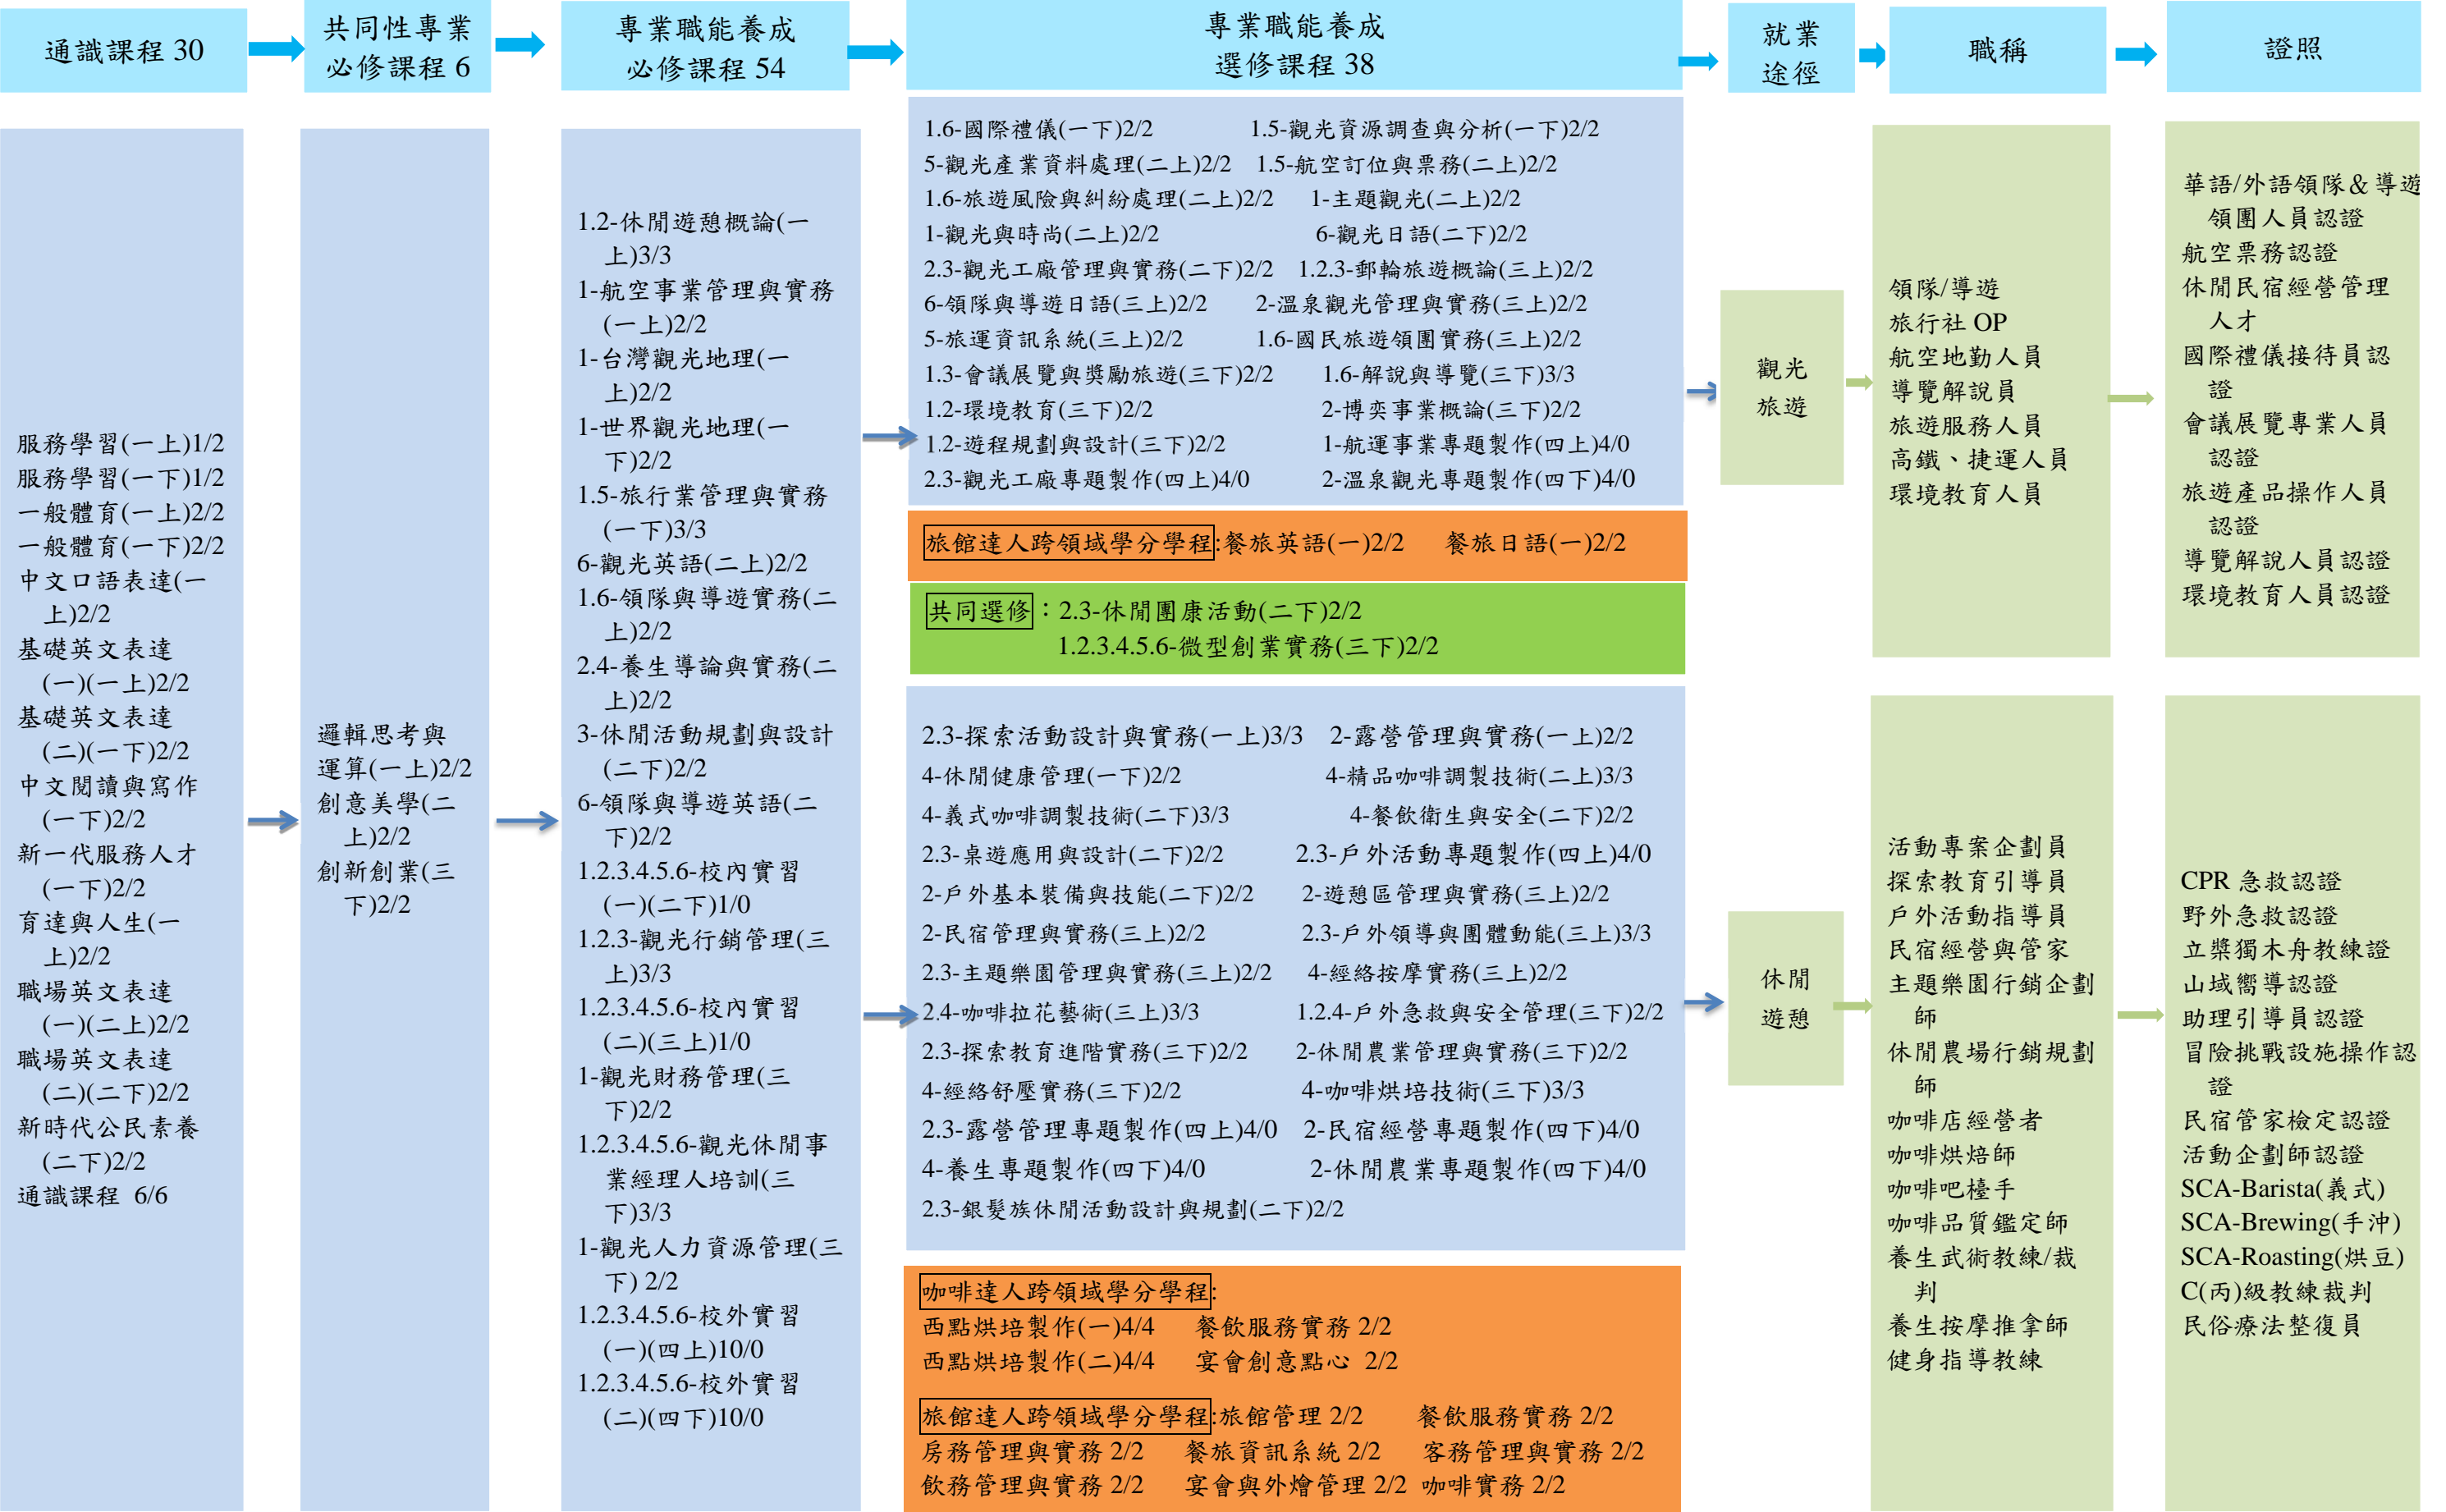 通識課程 30
共同性專業
必修課程 6
專業職能養成
必修課程 54
專業職能養成
選修課程 38
就業
途徑
職稱
證照
服務學習(一上)1/2
服務學習(一下)1/2
一般體育(一上)2/2
一般體育(一下)2/2
中文口語表達(一
上)2/2
基礎英文表達
(一)(一上)2/2
基礎英文表達
(二)(一下)2/2
中文閱讀與寫作
(一下)2/2
新一代服務人才
(一下)2/2
育達與人生(一
上)2/2
職場英文表達
(一)(二上)2/2
職場英文表達
(二)(二下)2/2
新時代公民素養
(二下)2/2
通識課程 6/6
邏輯思考與
運算(一上)2/2
創意美學(二
上)2/2
創新創業(三
下)2/2
1.2-休閒遊憩概論(一
上)3/3
1-航空事業管理與實務
(一上)2/2
1-台灣觀光地理(一
上)2/2
1-世界觀光地理(一
下)2/2
1.5-旅行業管理與實務
(一下)3/3
6-觀光英語(二上)2/2
1.6-領隊與導遊實務(二
上)2/2
2.4-養生導論與實務(二
上)2/2
3-休閒活動規劃與設計
(二下)2/2
6-領隊與導遊英語(二
下)2/2
1.2.3.4.5.6-校內實習
(一)(二下)1/0
1.2.3-觀光行銷管理(三
上)3/3
1.2.3.4.5.6-校內實習
(二)(三上)1/0
1-觀光財務管理(三
下)2/2
1.2.3.4.5.6-觀光休閒事
業經理人培訓(三
下)3/3
1-觀光人力資源管理(三
下) 2/2
1.2.3.4.5.6-校外實習
(一)(四上)10/0
1.2.3.4.5.6-校外實習
(二)(四下)10/0
1.6-國際禮儀(一下)2/2 1.5-觀光資源調查與分析(一下)2/2
5-觀光產業資料處理(二上)2/2 1.5-航空訂位與票務(二上)2/2
1.6-旅遊風險與糾紛處理(二上)2/2 1-主題觀光(二上)2/2
1-觀光與時尚(二上)2/2 6-觀光日語(二下)2/2
2.3-觀光工廠管理與實務(二下)2/2 1.2.3-郵輪旅遊概論(三上)2/2
6-領隊與導遊日語(三上)2/2 2-溫泉觀光管理與實務(三上)2/2
5-旅運資訊系統(三上)2/2 1.6-國民旅遊領團實務(三上)2/2
1.3-會議展覽與獎勵旅遊(三下)2/2 1.6-解說與導覽(三下)3/3
1.2-環境教育(三下)2/2 2-博奕事業概論(三下)2/2
1.2-遊程規劃與設計(三下)2/2 1-航運事業專題製作(四上)4/0
2.3-觀光工廠專題製作(四上)4/0 2-溫泉觀光專題製作(四下)4/0
旅館達人跨領域學分學程:餐旅英語(一)2/2 餐旅日語(一)2/2
共同選修：2.3-休閒團康活動(二下)2/2
1.2.3.4.5.6-微型創業實務(三下)2/2
2.3-探索活動設計與實務(一上)3/3 2-露營管理與實務(一上)2/2
4-休閒健康管理(一下)2/2 4-精品咖啡調製技術(二上)3/3
4-義式咖啡調製技術(二下)3/3 4-餐飲衛生與安全(二下)2/2
2.3-桌遊應用與設計(二下)2/2 2.3-戶外活動專題製作(四上)4/0
2-戶外基本裝備與技能(二下)2/2 2-遊憩區管理與實務(三上)2/2
2-民宿管理與實務(三上)2/2 2.3-戶外領導與團體動能(三上)3/3
2.3-主題樂園管理與實務(三上)2/2 4-經絡按摩實務(三上)2/2
2.4-咖啡拉花藝術(三上)3/3 1.2.4-戶外急救與安全管理(三下)2/2
2.3-探索教育進階實務(三下)2/2 2-休閒農業管理與實務(三下)2/2
4-經絡舒壓實務(三下)2/2 4-咖啡烘培技術(三下)3/3
2.3-露營管理專題製作(四上)4/0 2-民宿經營專題製作(四下)4/0
4-養生專題製作(四下)4/0 2-休閒農業專題製作(四下)4/0
2.3-銀髮族休閒活動設計與規劃(二下)2/2
咖啡達人跨領域學分學程:
西點烘培製作(一)4/4 餐飲服務實務 2/2
西點烘培製作(二)4/4 宴會創意點心 2/2
旅館達人跨領域學分學程:旅館管理 2/2 餐飲服務實務 2/2
房務管理與實務 2/2 餐旅資訊系統 2/2 客務管理與實務 2/2
飲務管理與實務 2/2 宴會與外燴管理 2/2 咖啡實務 2/2
觀光
旅遊
領隊/導遊
旅行社 OP
航空地勤人員
導覽解說員
旅遊服務人員
高鐵、捷運人員
環境教育人員
華語/外語領隊＆導遊
領團人員認證
航空票務認證
休閒民宿經營管理
人才
國際禮儀接待員認
證
會議展覽專業人員
認證
旅遊產品操作人員
認證
導覽解說人員認證
環境教育人員認證
休閒
遊憩
活動專案企劃員
探索教育引導員
戶外活動指導員
民宿經營與管家
主題樂園行銷企劃
師
休閒農場行銷規劃
師
咖啡店經營者
咖啡烘焙師
咖啡吧檯手
咖啡品質鑑定師
養生武術教練/裁
判
養生按摩推拿師
健身指導教練
CPR 急救認證
野外急救認證
立槳獨木舟教練證
山域嚮導認證
助理引導員認證
冒險挑戰設施操作認
證
民宿管家檢定認證
活動企劃師認證
SCA-Barista(義式)
SCA-Brewing(手沖)
SCA-Roasting(烘豆)
C(丙)級教練裁判
民俗療法整復員